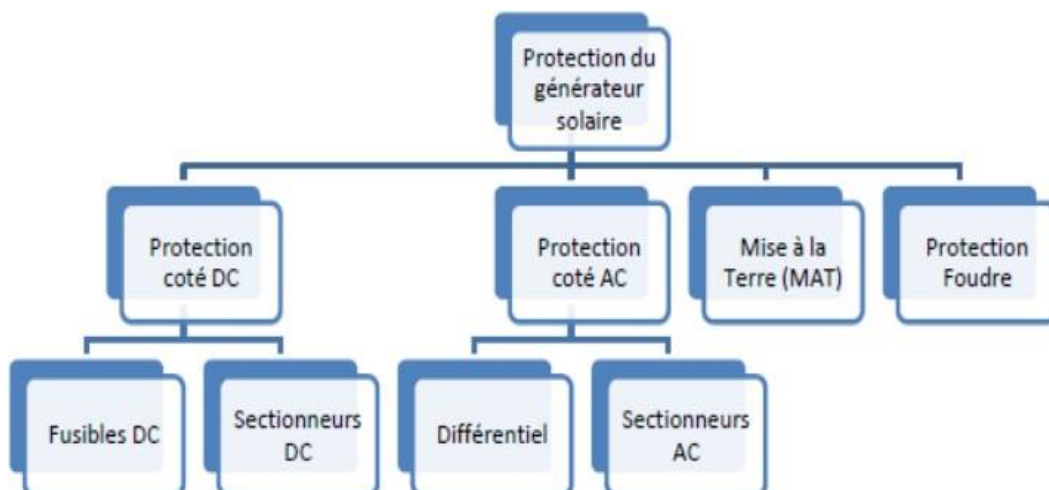 Protection du
générateur
solaire
Protection
coté DC
Protection
coté AC
Mise à la
Terre (MAT)
Protection
Foudre
Fusibles DC
Sectionneurs
DC
Différentiel
Sectionneurs
AC